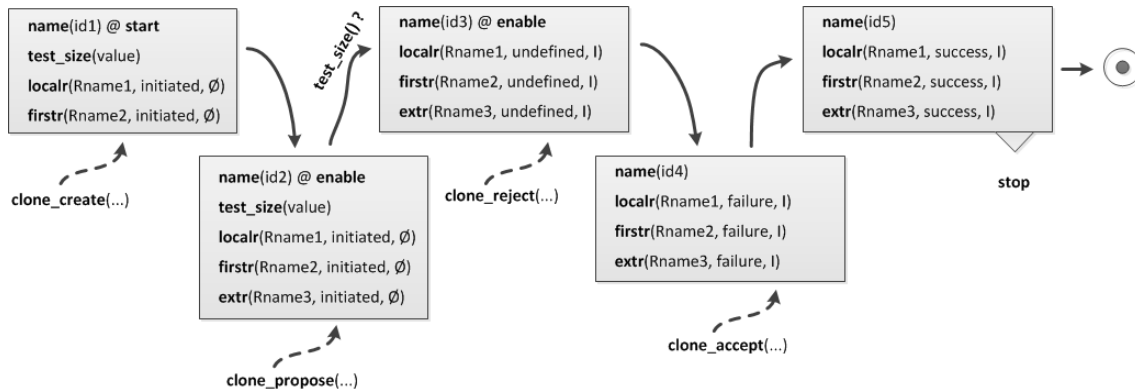 name(id1) @ start
test_size(value)
localr(Rname1, initiated, Ø)
firstr(Rname2, initiated, Ø)
clone_create(...)
name(id2) @ enable
test_size(value)
localr(Rname1, initiated, Ø)
firstr(Rname2, initiated, Ø)
extr(Rname3, initiated, Ø)
clone_propose(...)
test_size() ?
name(id3) @ enable
localr(Rname1, undefined, I)
firstr(Rname2, undefined, I)
extr(Rname3, undefined, I)
clone_reject(...)
name(id4)
localr(Rname1, failure, I)
firstr(Rname2, failure, I)
extr(Rname3, failure, I)
clone_accept(...)
name(id5)
localr(Rname1, success, I)
firstr(Rname2, success, I)
extr(Rname3, success, I)
stop